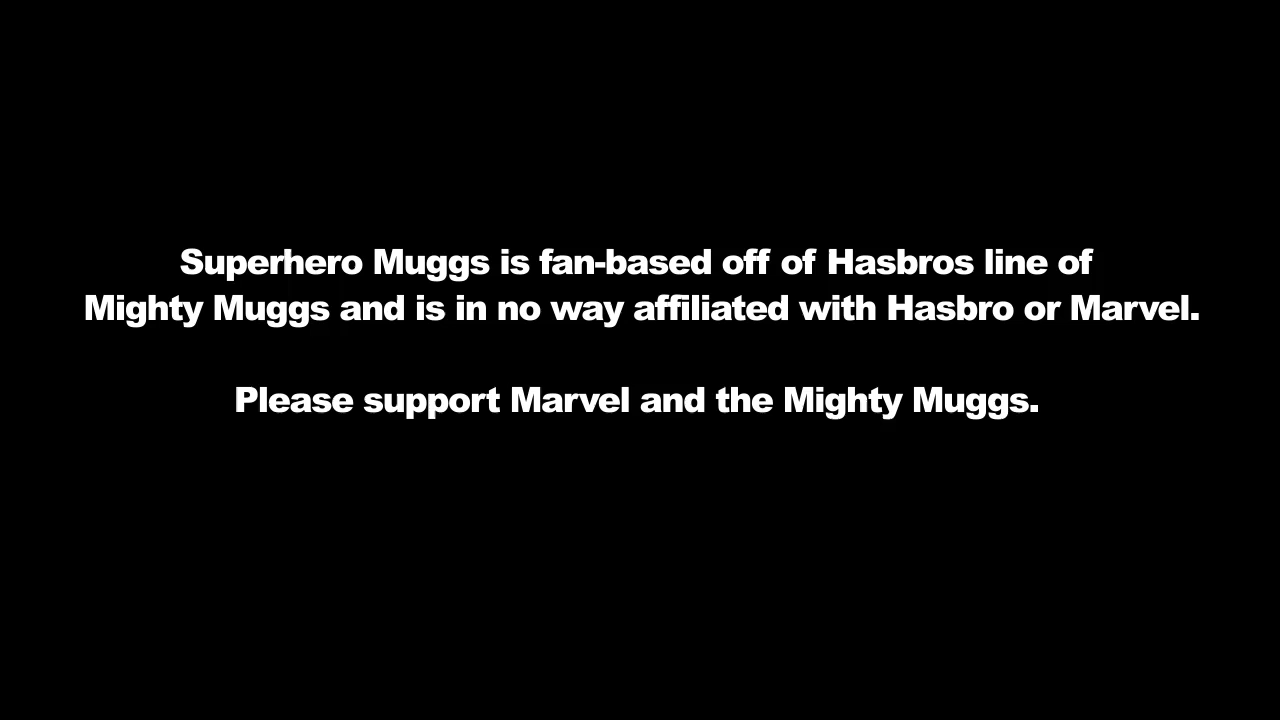 Superhero Muggs is fan-based off of Hasbros line of
Mighty Muggs and is in no way affiliated with Hasbro or Marvel.
Please support Marvel and the Mighty Muggs.